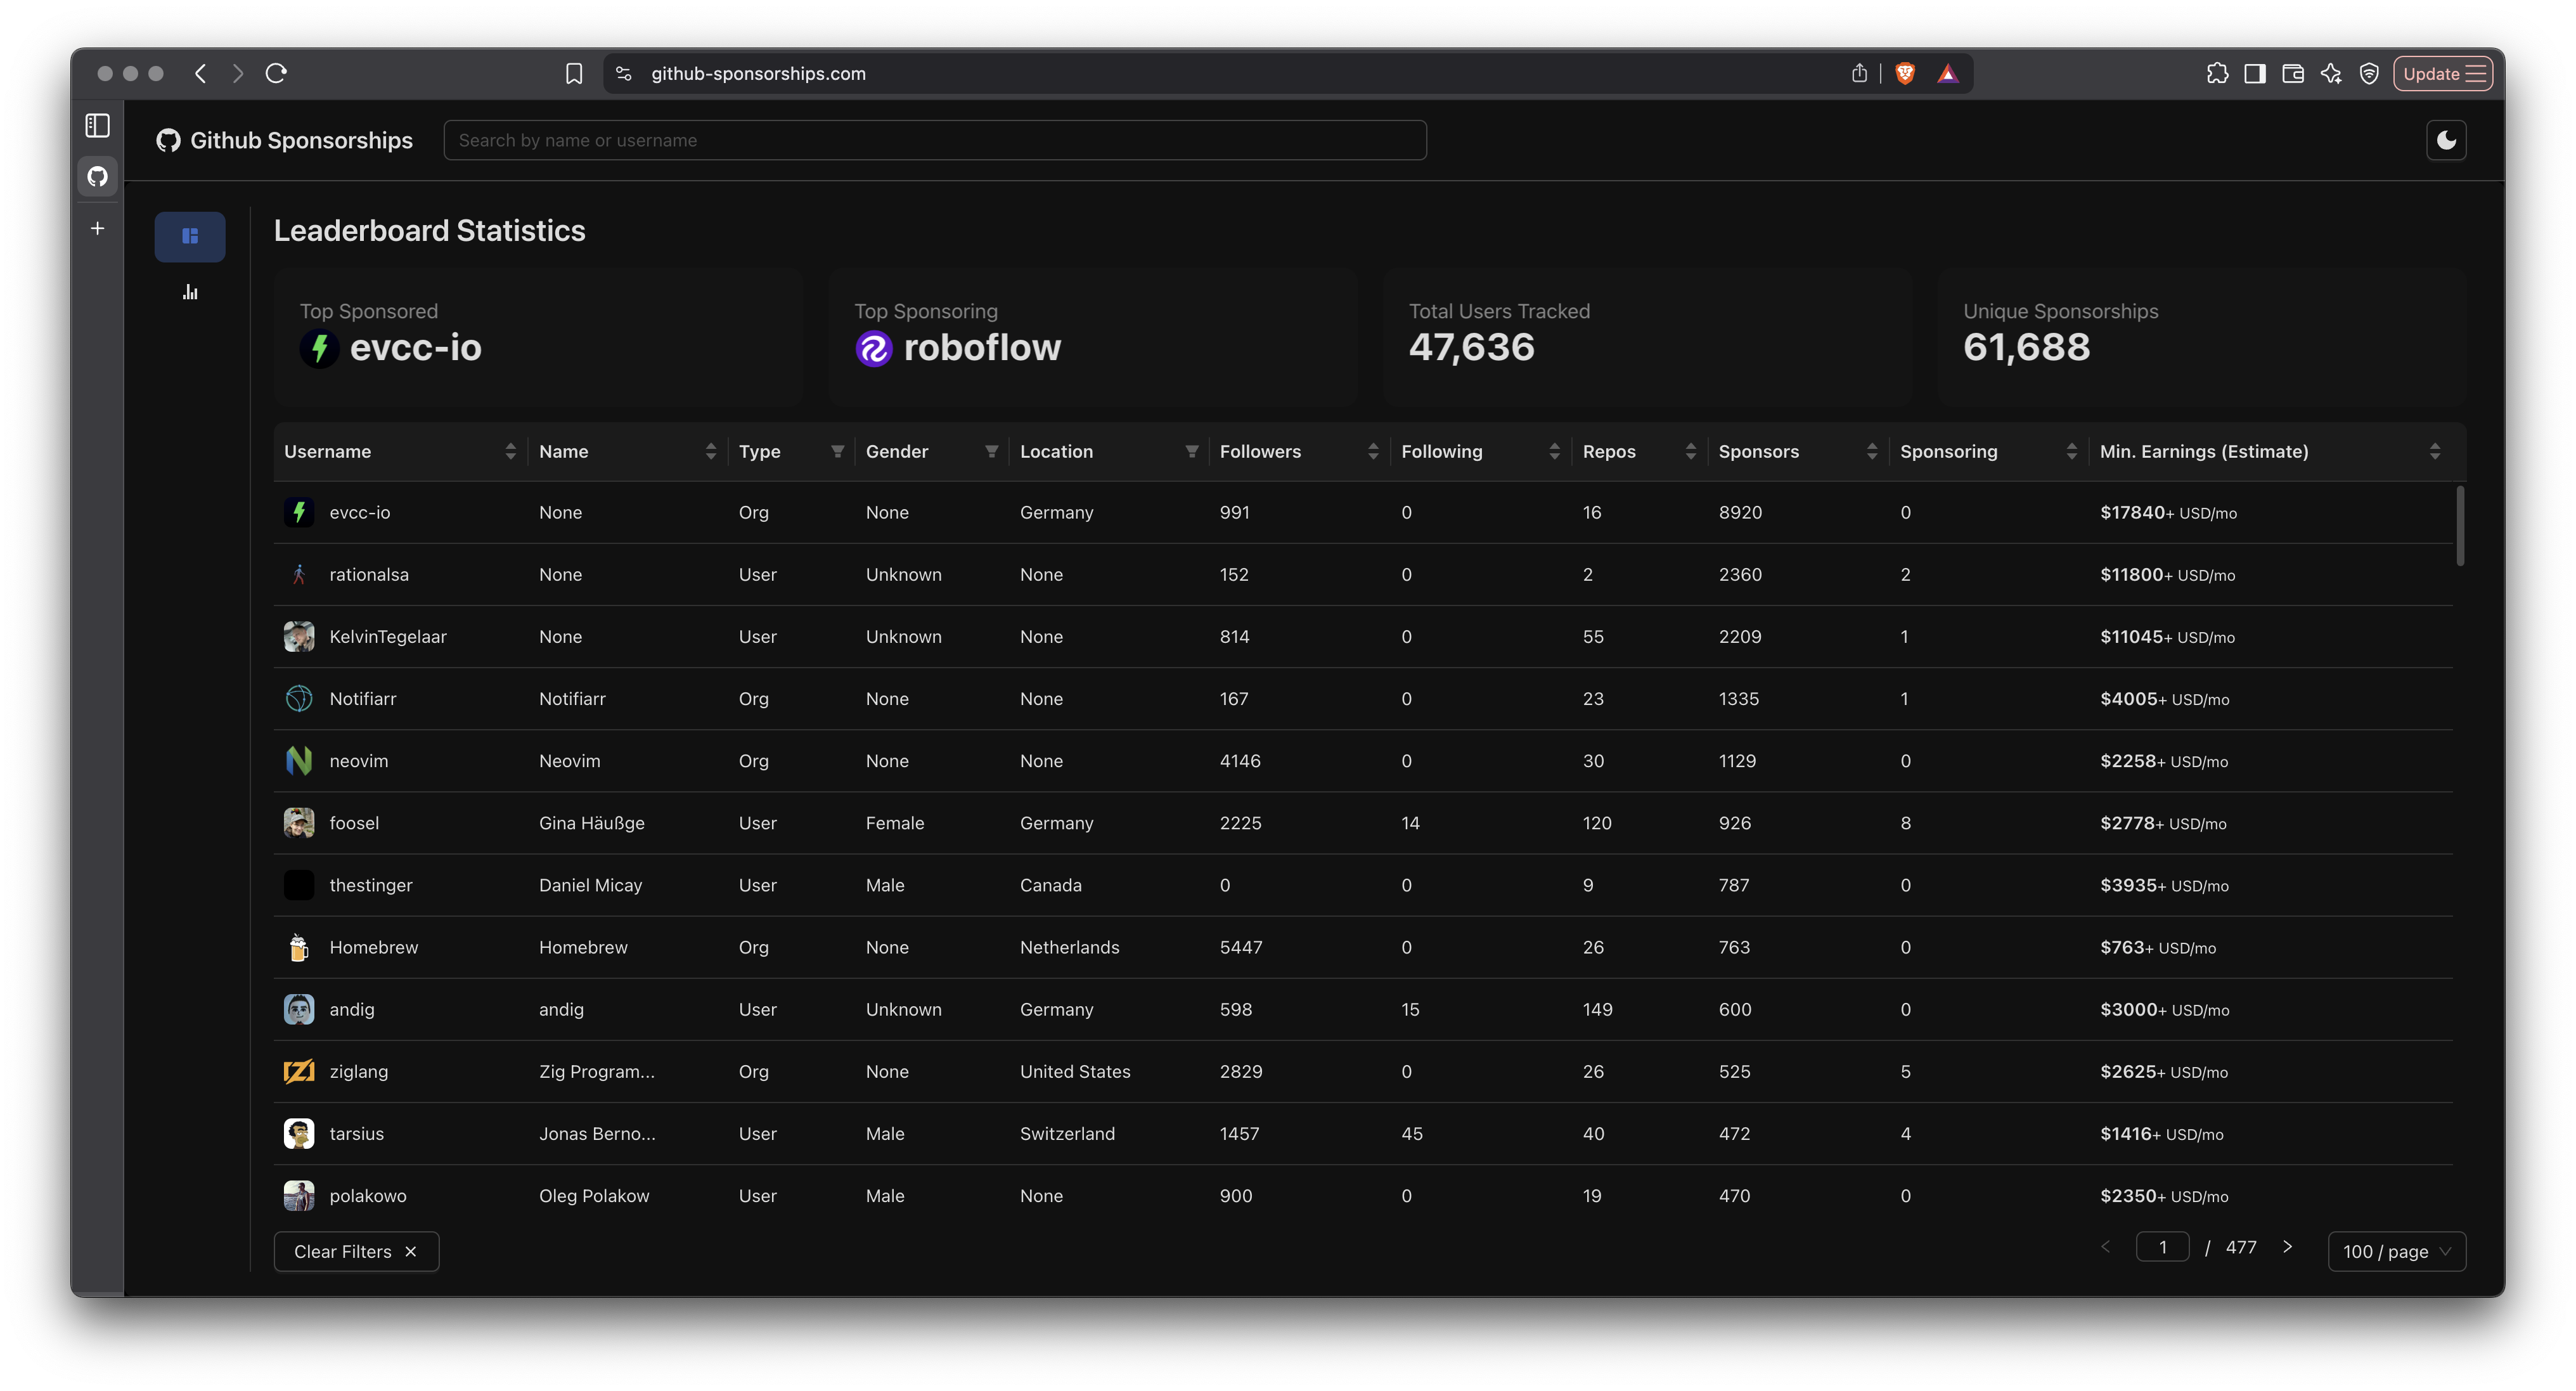 github-sponsorships.com
Update
Github Sponsorships
Search by name or username
Leaderboard Statistics
Top Sponsored
evcc-io
Top Sponsoring
roboflow
Total Users Tracked
47,636
Unique Sponsorships
61,688
Username Name Type Gender Location Followers Following Repos Sponsors Sponsoring Min. Earnings (Estimate)
evcc-io None Org None Germany 991 0 16 8920 0 $17840+ USD/mo
rationalsa None User Unknown None 152 0 2 2360 2 $11800+ USD/mo
KelvinTegelaar None User Unknown None 814 0 55 2209 1 $11045+ USD/mo
Notifiarr Notifiarr Org None None 167 0 23 1335 1 $4005+ USD/mo
neovim Neovim Org None None 4146 0 30 1129 0 $2258+ USD/mo
foosel Gina Häußge User Female Germany 2225 14 120 926 8 $2778+ USD/mo
thestinger Daniel Micay User Male Canada 0 0 9 787 0 $3935+ USD/mo
Homebrew Homebrew Org None Netherlands 5447 0 26 763 0 $763+ USD/mo
andig andig User Unknown Germany 598 15 149 600 0 $3000+ USD/mo
ziglang Zig Program... Org None United States 2829 0 26 525 5 $2625+ USD/mo
tarsius Jonas Berno... User Male Switzerland 1457 45 40 472 4 $1416+ USD/mo
polakowo Oleg Polakow User Male None 900 0 19 470 0 $2350+ USD/mo
Clear Filters
1 / 477
100 / page